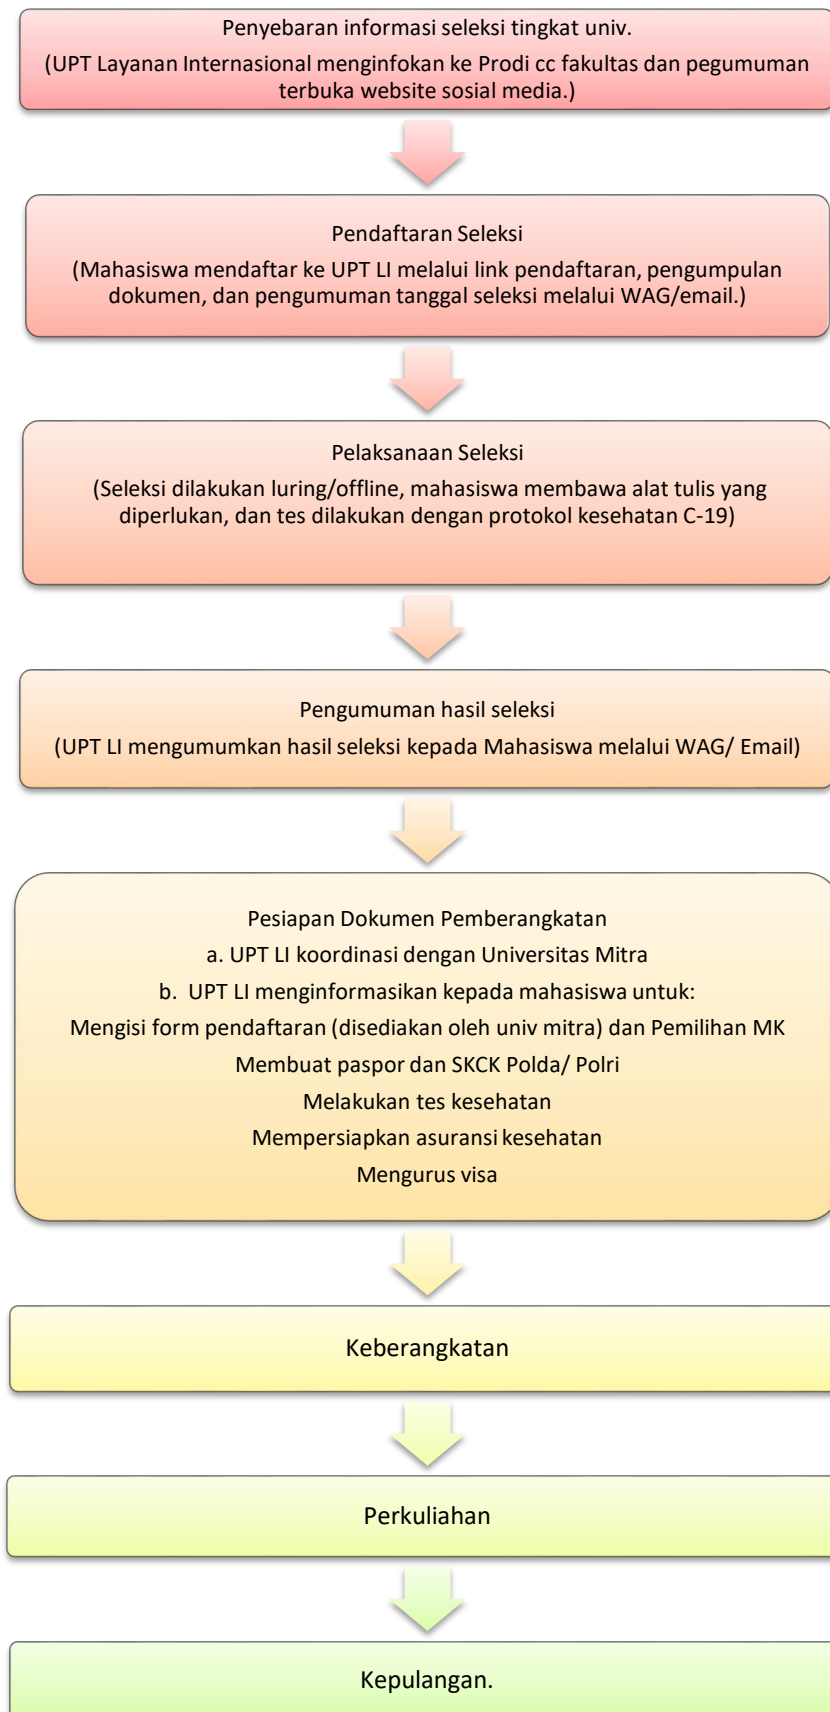 Penyebaran informasi seleksi tingkat univ.
(UPT Layanan Internasional menginfokan ke Prodi cc fakultas dan pegumuman
terbuka website sosial media.)
Pendaftaran Seleksi
(Mahasiswa mendaftar ke UPT LI melalui link pendaftaran, pengumpulan
dokumen, dan pengumuman tanggal seleksi melalui WAG/email.)
Pelaksanaan Seleksi
(Seleksi dilakukan luring/offline, mahasiswa membawa alat tulis yang
diperlukan, dan tes dilakukan dengan protokol kesehatan C-19)
Pengumuman hasil seleksi
(UPT LI mengumumkan hasil seleksi kepada Mahasiswa melalui WAG/ Email)
Pesiapan Dokumen Pemberangkatan
a. UPT LI koordinasi dengan Universitas Mitra
b. UPT LI menginformasikan kepada mahasiswa untuk:
Mengisi form pendaftaran (disediakan oleh univ mitra) dan Pemilihan MK
Membuat paspor dan SKCK Polda/ Polri
Melakukan tes kesehatan
Mempersiapkan asuransi kesehatan
Mengurus visa
Keberangkatan
Perkuliahan
Kepulangan.